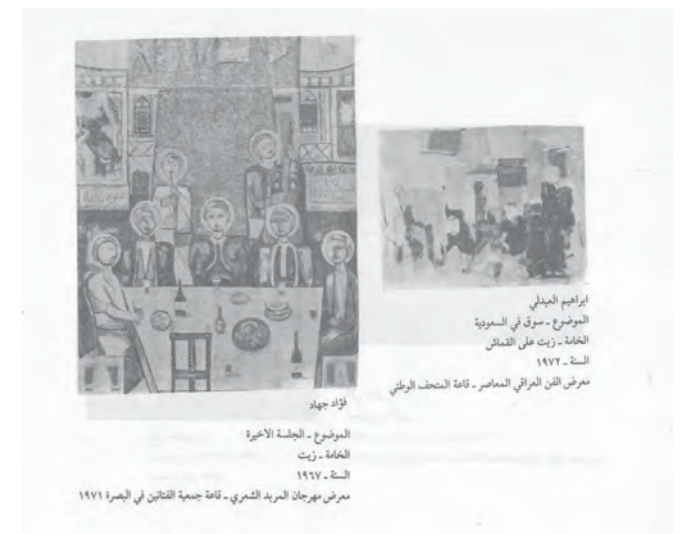 ابراهيم العبدلي
الموضوع ـ سوق في السعودية
الخامة ـ زيت على القماش
السنة ـ ١٩٧٢
معرض الفن العراقي المعاصر ـ قاعة المتحف الوطني
فؤاد جهاد
الموضوع ـ الجلسة الاخيرة
الخامة ـ زيت
السنة ـ ١٩٦٧
معرض مهرجان المربد الشعري ـ قاعة جمعية الفنانين في البصرة ١٩٧١